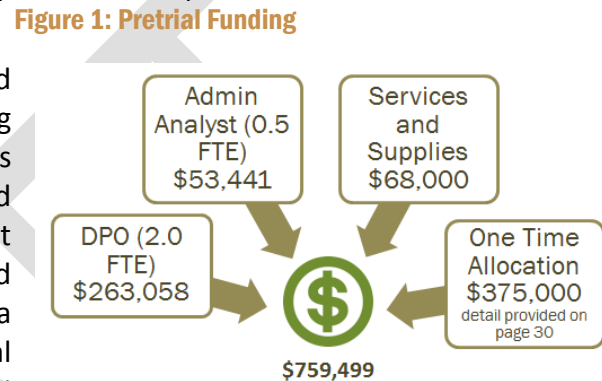 Figure 1: Pretrial Funding
d
g
s
d
t
d
a
al
Admin
Analyst (0.5
FTE)
$53,441
Services
and
Supplies
$68,000
DPO (2.0
FTE)
$263,058
One Time
Allocation
$375,000
detail provided on
page 30
$
$759,499